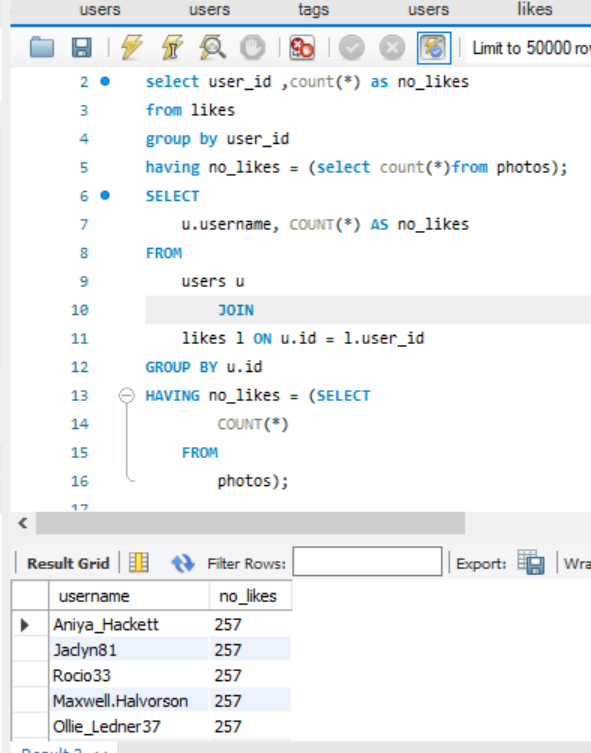 users users tags users likes
Limit to 50000 ro
2 select user_id ,count(*) as no_likes
3 from likes
4 group by user_id
5 having no_likes = (select count(*)from photos);
6 SELECT
7 u.username, COUNT(*) AS no_likes
8 FROM
9 users u
10 JOIN
11 likes l ON u.id = l.user_id
12 GROUP BY u.id
13 HAVING no_likes = (SELECT
14 COUNT(*)
15 FROM
16 photos);
17
Result Grid Filter Rows: Export: Wra
username no_likes
Aniya_Hackett 257
Jaclyn81 257
Rocio33 257
Maxwell.Halvorson 257
Ollie_Ledner37 257